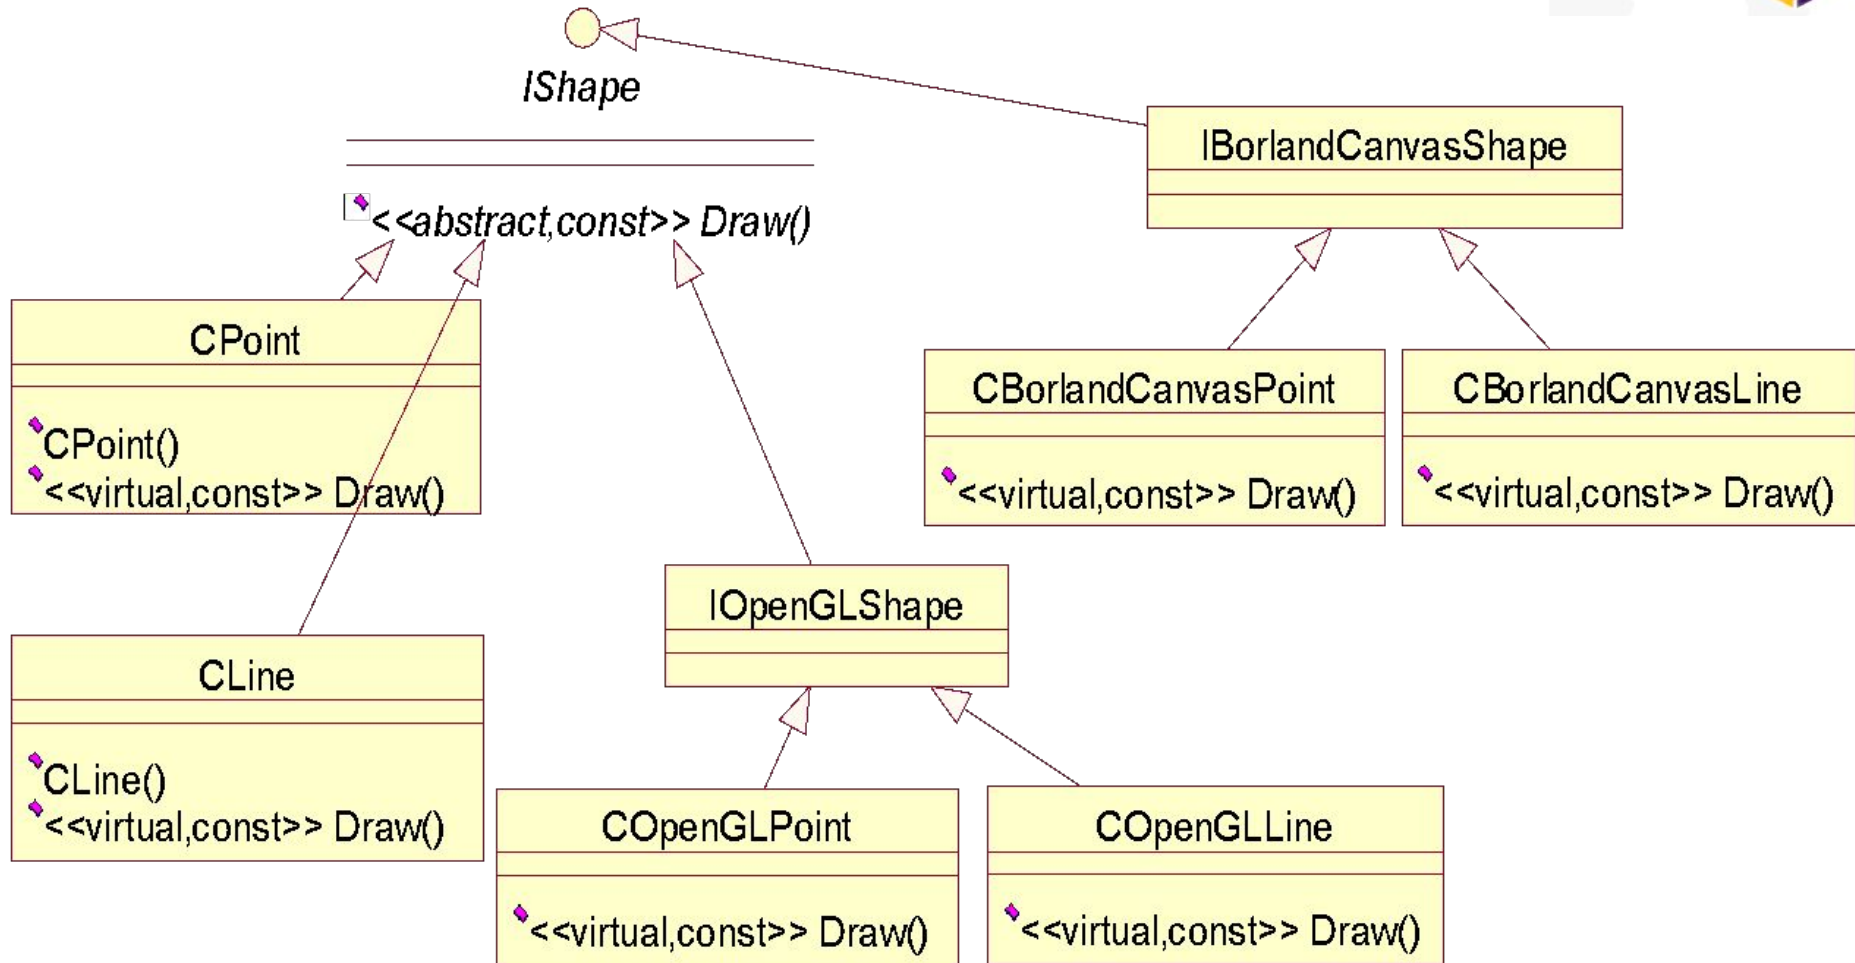 IShape
<<abstract,const>> Draw()
IBorlandCanvasShape
CPoint
CPoint()
<<virtual,const>> Draw()
CBorlandCanvasPoint
<<virtual,const>> Draw()
CBorlandCanvasLine
<<virtual,const>> Draw()
IOpenGLShape
CLine
CLine()
<<virtual,const>> Draw()
COpenGLPoint
<<virtual,const>> Draw()
COpenGLLine
<<virtual,const>> Draw()